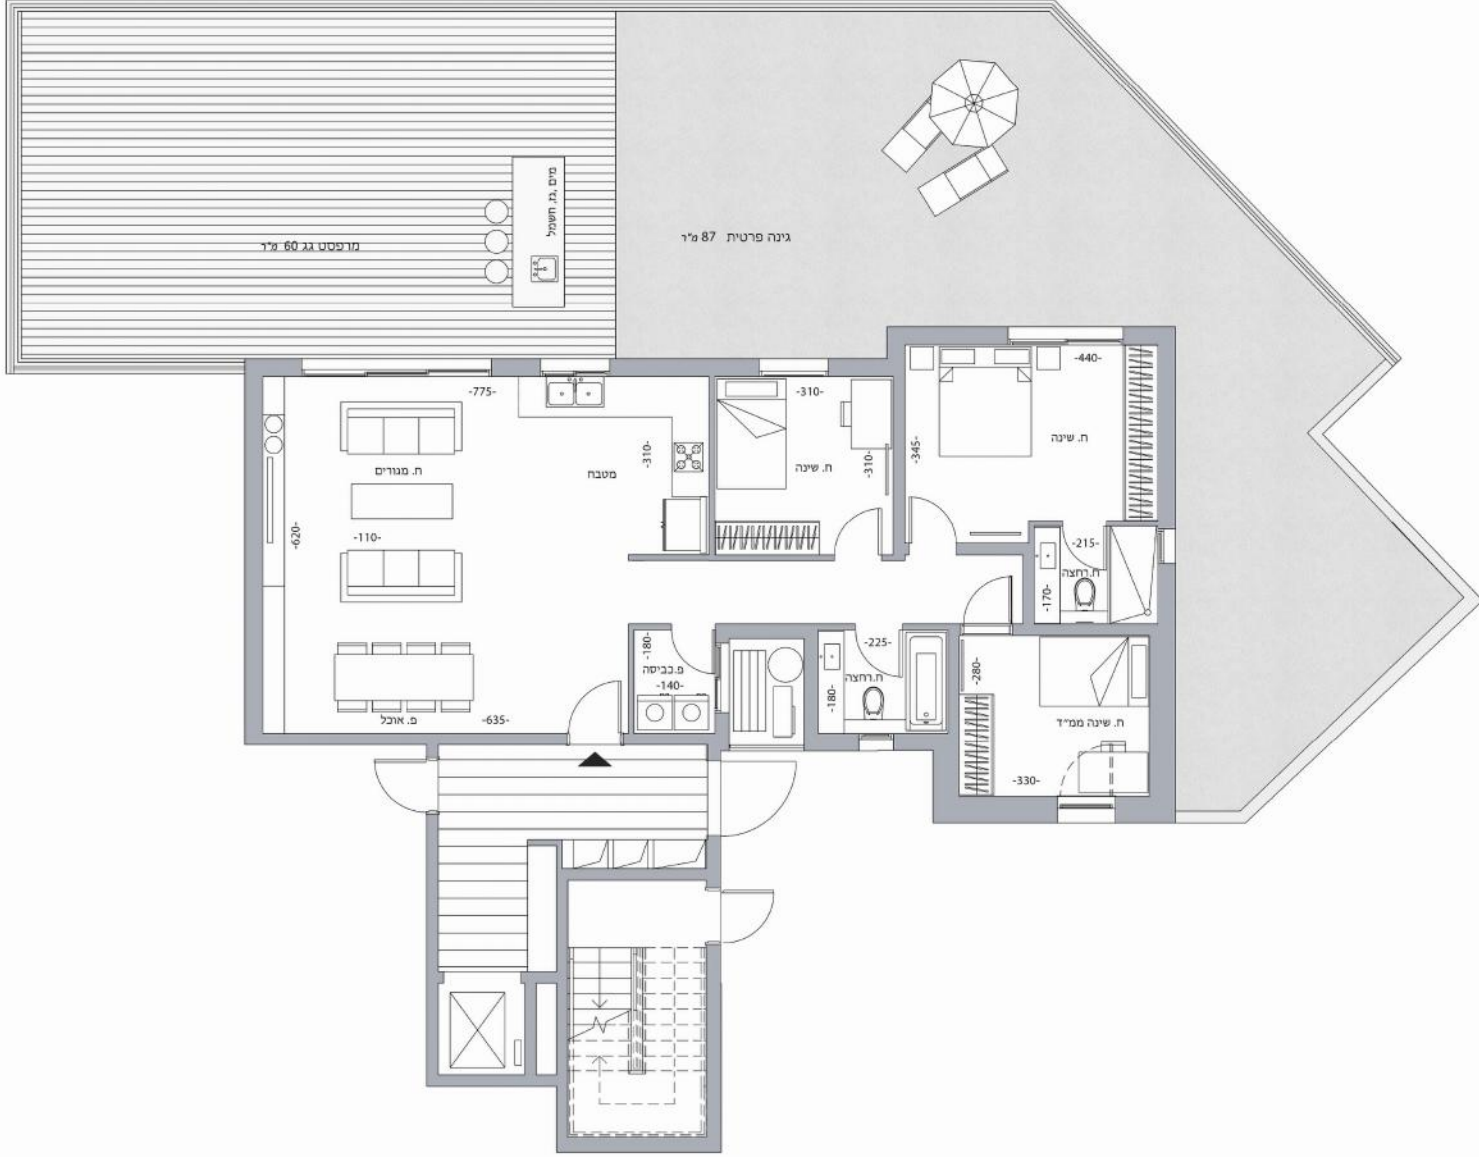 מים, גז, חשמל
מרפסט גג 60 מ"ר
גינה פרטית 87 מ"ר
-775-
-310-
-440-
-345-
ח. שינה
-310-
מטבח
-310-
ח. שינה
ח. מגורים
-620-
-110-
-215-
ח.רחצה
-170-
-180-
פ.כביסה
-140-
-225-
ח.רחצה
-180-
-280-
פ. אוכל
-635-
ח. שינה ממ"ד
-330-